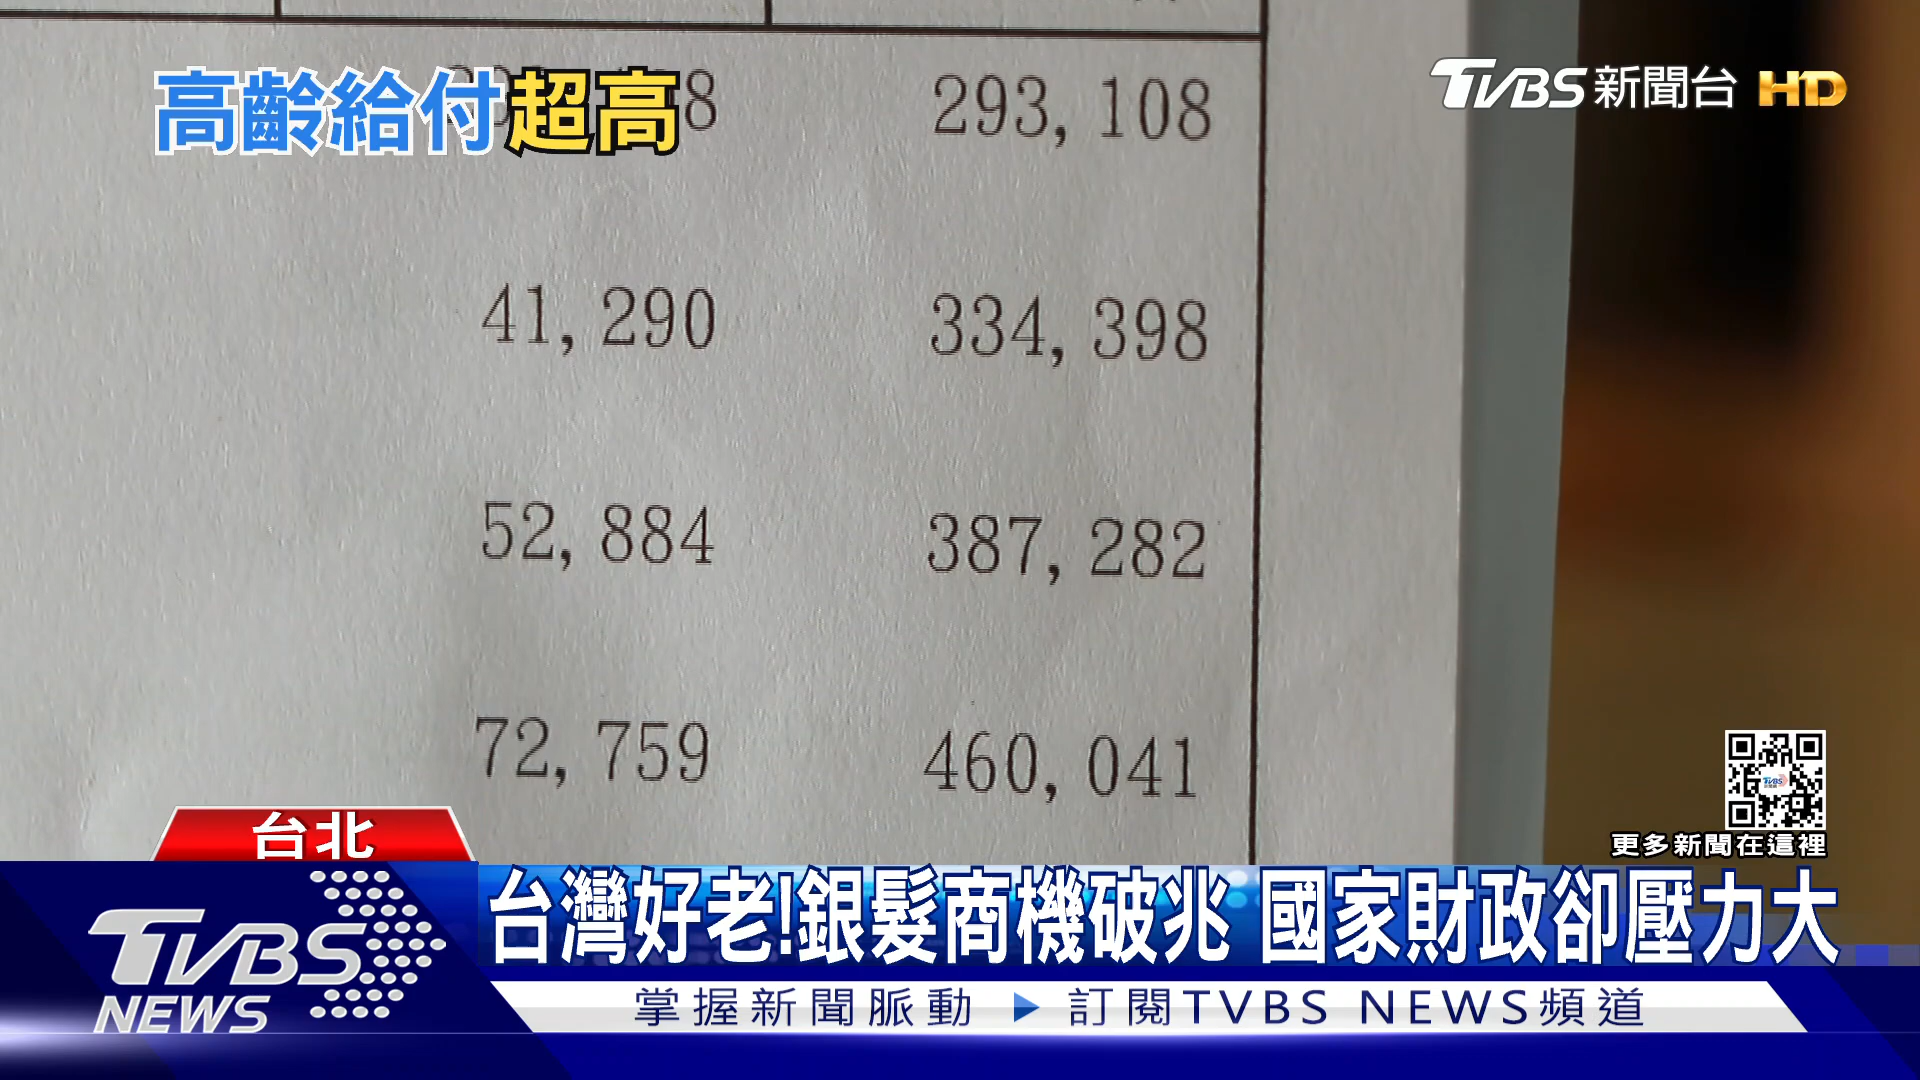 高齡給付超高
TVBS新聞台 HD
293,108
41,290 334,398
52,884 387,282
72,759 460,041
更多新聞在這裡
台北
台灣好老!銀髮商機破兆 國家財政卻壓力大
TVBS NEWS
掌握新聞脈動 ▶ 訂閱TVBS NEWS頻道